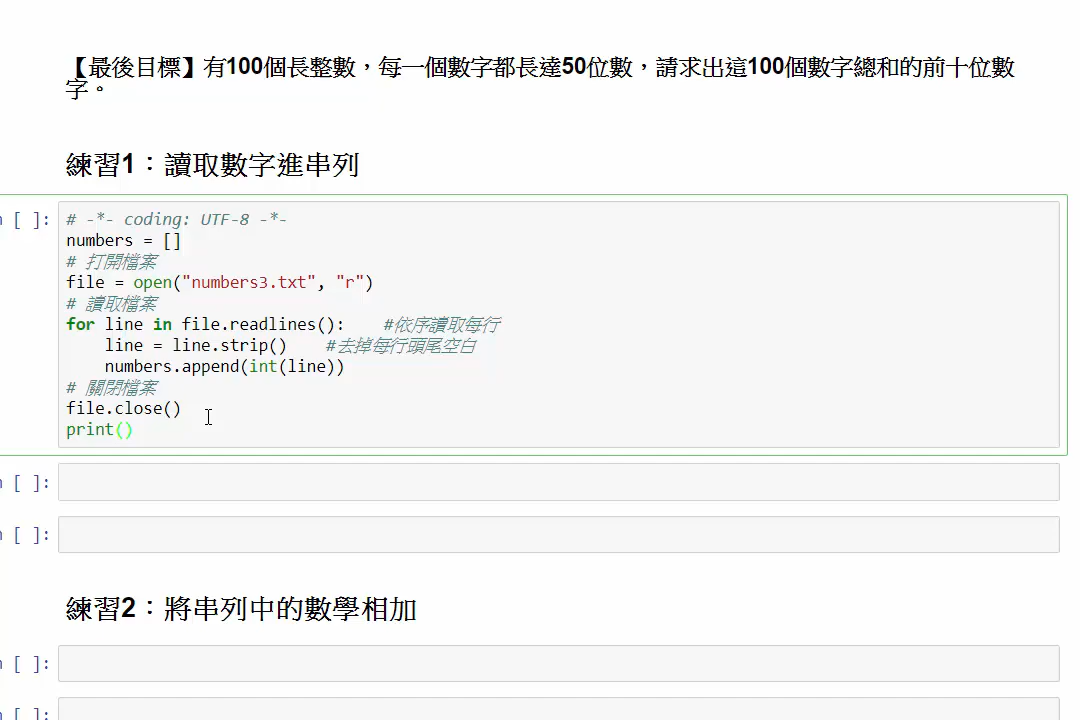 【最後目標】有100個長整數，每一個數字都長達50位數，請求出這100個數字總和的前十位數
字。
練習1：讀取數字進串列
[ ]:
# -*- coding: UTF-8 -*-
numbers = []
# 打開檔案
file = open("numbers3.txt", "r")
# 讀取檔案
for line in file.readlines():    #依序讀取每行
    line = line.strip()    #去掉每行頭尾空白
    numbers.append(int(line))
# 關閉檔案
file.close()
print()
[ ]:
[ ]:
練習2：將串列中的數學相加
[ ]:
[ ]: